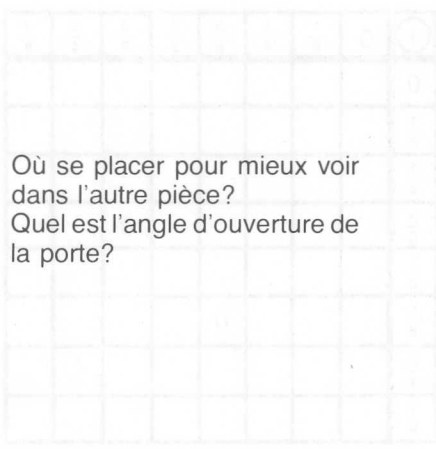 Où se placer pour mieux voir
dans l'autre pièce?
Quel est l'angle d'ouverture de
la porte?